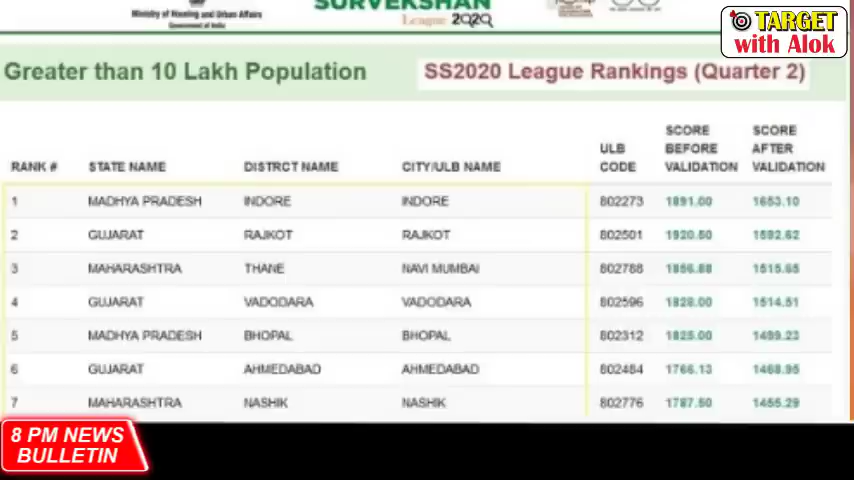 SURVEKSHAN
Ministry of Housing and Urban Affairs
League 2020
Government of India
TARGET
with Alok
Greater than 10 Lakh Population
SS2020 League Rankings (Quarter 2)
RANK # STATE NAME DISTRCT NAME CITY/ULB NAME ULB CODE SCORE BEFORE VALIDATION SCORE AFTER VALIDATION
1 MADHYA PRADESH INDORE INDORE 802273 1891.00 1653.10
2 GUJARAT RAJKOT RAJKOT 802501 1920.50 1592.62
3 MAHARASHTRA THANE NAVI MUMBAI 802788 1856.88 1515.65
4 GUJARAT VADODARA VADODARA 802596 1828.00 1514.51
5 MADHYA PRADESH BHOPAL BHOPAL 802312 1825.00 1489.23
6 GUJARAT AHMEDABAD AHMEDABAD 802484 1766.13 1468.95
7 MAHARASHTRA NASHIK NASHIK 802776 1787.50 1455.29
8 PM NEWS
BULLETIN